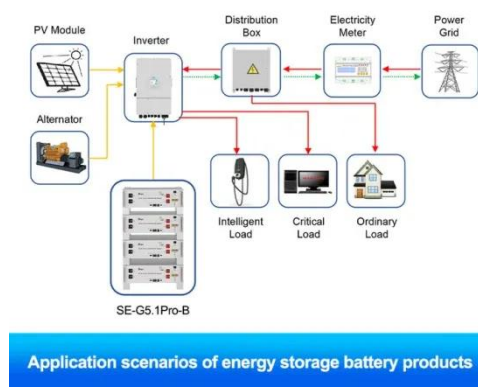 Distribution
Box
Electricity
Meter
Power
Grid
PV Module
Inverter
Alternator
Intelligent
Load
Critical
Load
Ordinary
Load
SE-G5.1Pro-B
Application scenarios of energy storage battery products